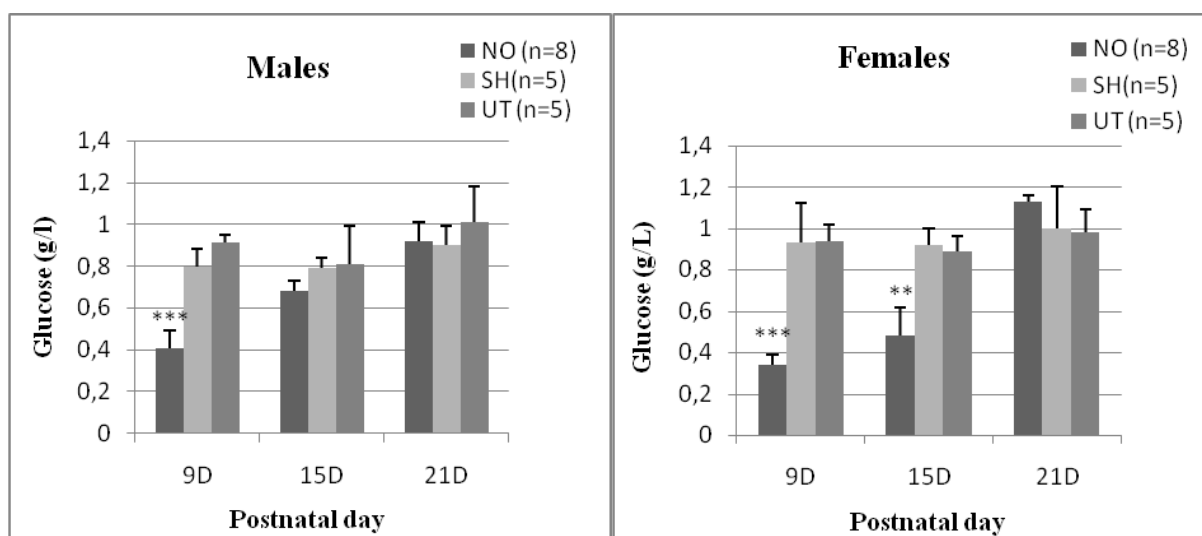 Males
NO (n=8)
SH(n=5)
UT (n=5)
Glucose (g/l)
1,4
1,2
1
0,8
0,6
0,4
0,2
0
***
9D
15D
21D
Postnatal day
Females
NO (n=8)
SH(n=5)
UT (n=5)
Glucose (g/L)
1,4
1,2
1
0,8
0,6
0,4
0,2
0
***
**
9D
15D
21D
Postnatal day